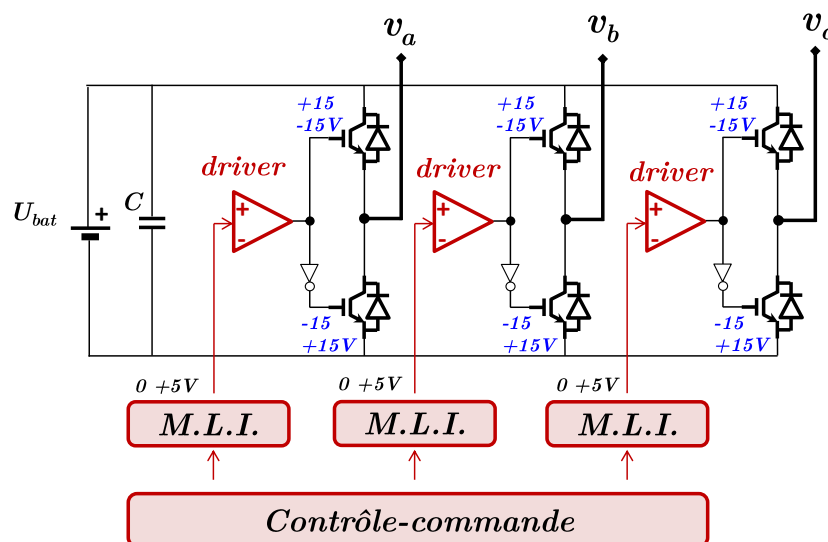 v_a
v_b
v_c
+15
-15V
+15
-15V
+15
-15V
driver
driver
driver
U_bat
+
C
+
-
+
-
+
-
-15
+15V
-15
+15V
-15
+15V
0 +5V
0 +5V
0 +5V
M.L.I.
M.L.I.
M.L.I.
Contrôle-commande